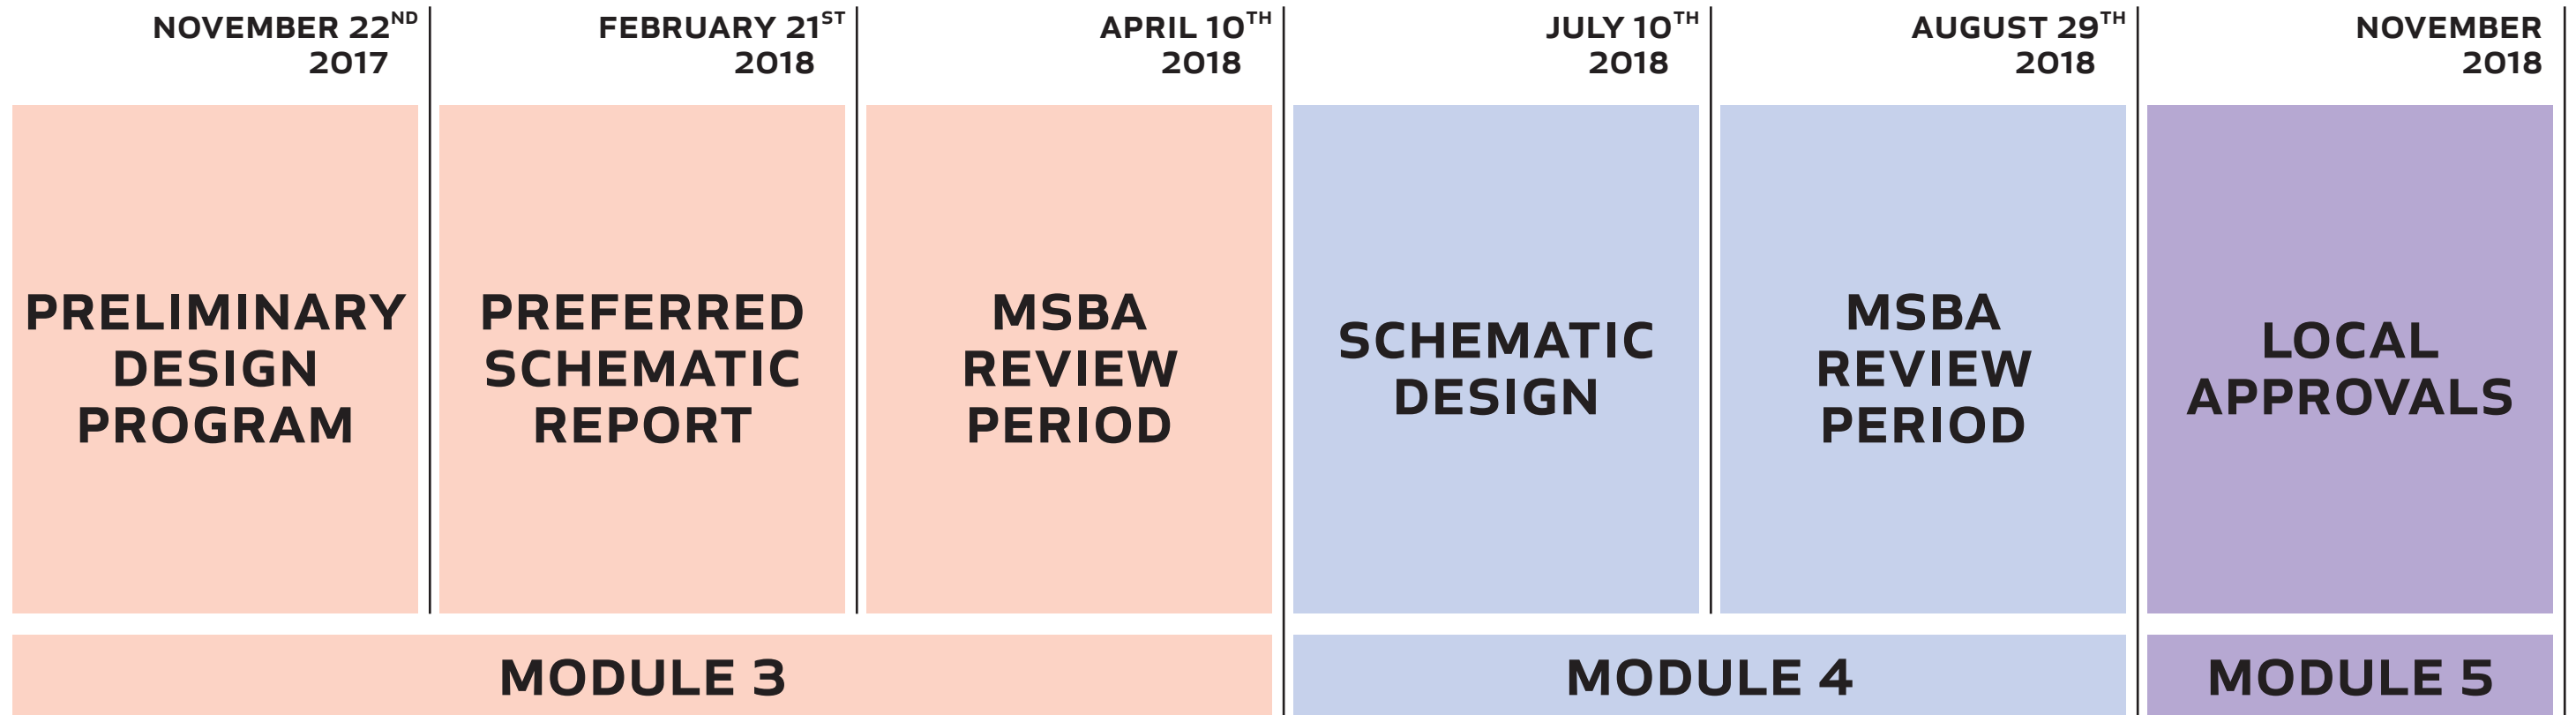 NOVEMBER 22ND
2017
FEBRUARY 21ST
2018
APRIL 10TH
2018
JULY 10TH
2018
AUGUST 29TH
2018
NOVEMBER
2018
PRELIMINARY
DESIGN
PROGRAM
PREFERRED
SCHEMATIC
REPORT
MSBA
REVIEW
PERIOD
SCHEMATIC
DESIGN
MSBA
REVIEW
PERIOD
LOCAL
APPROVALS
MODULE 3
MODULE 4
MODULE 5